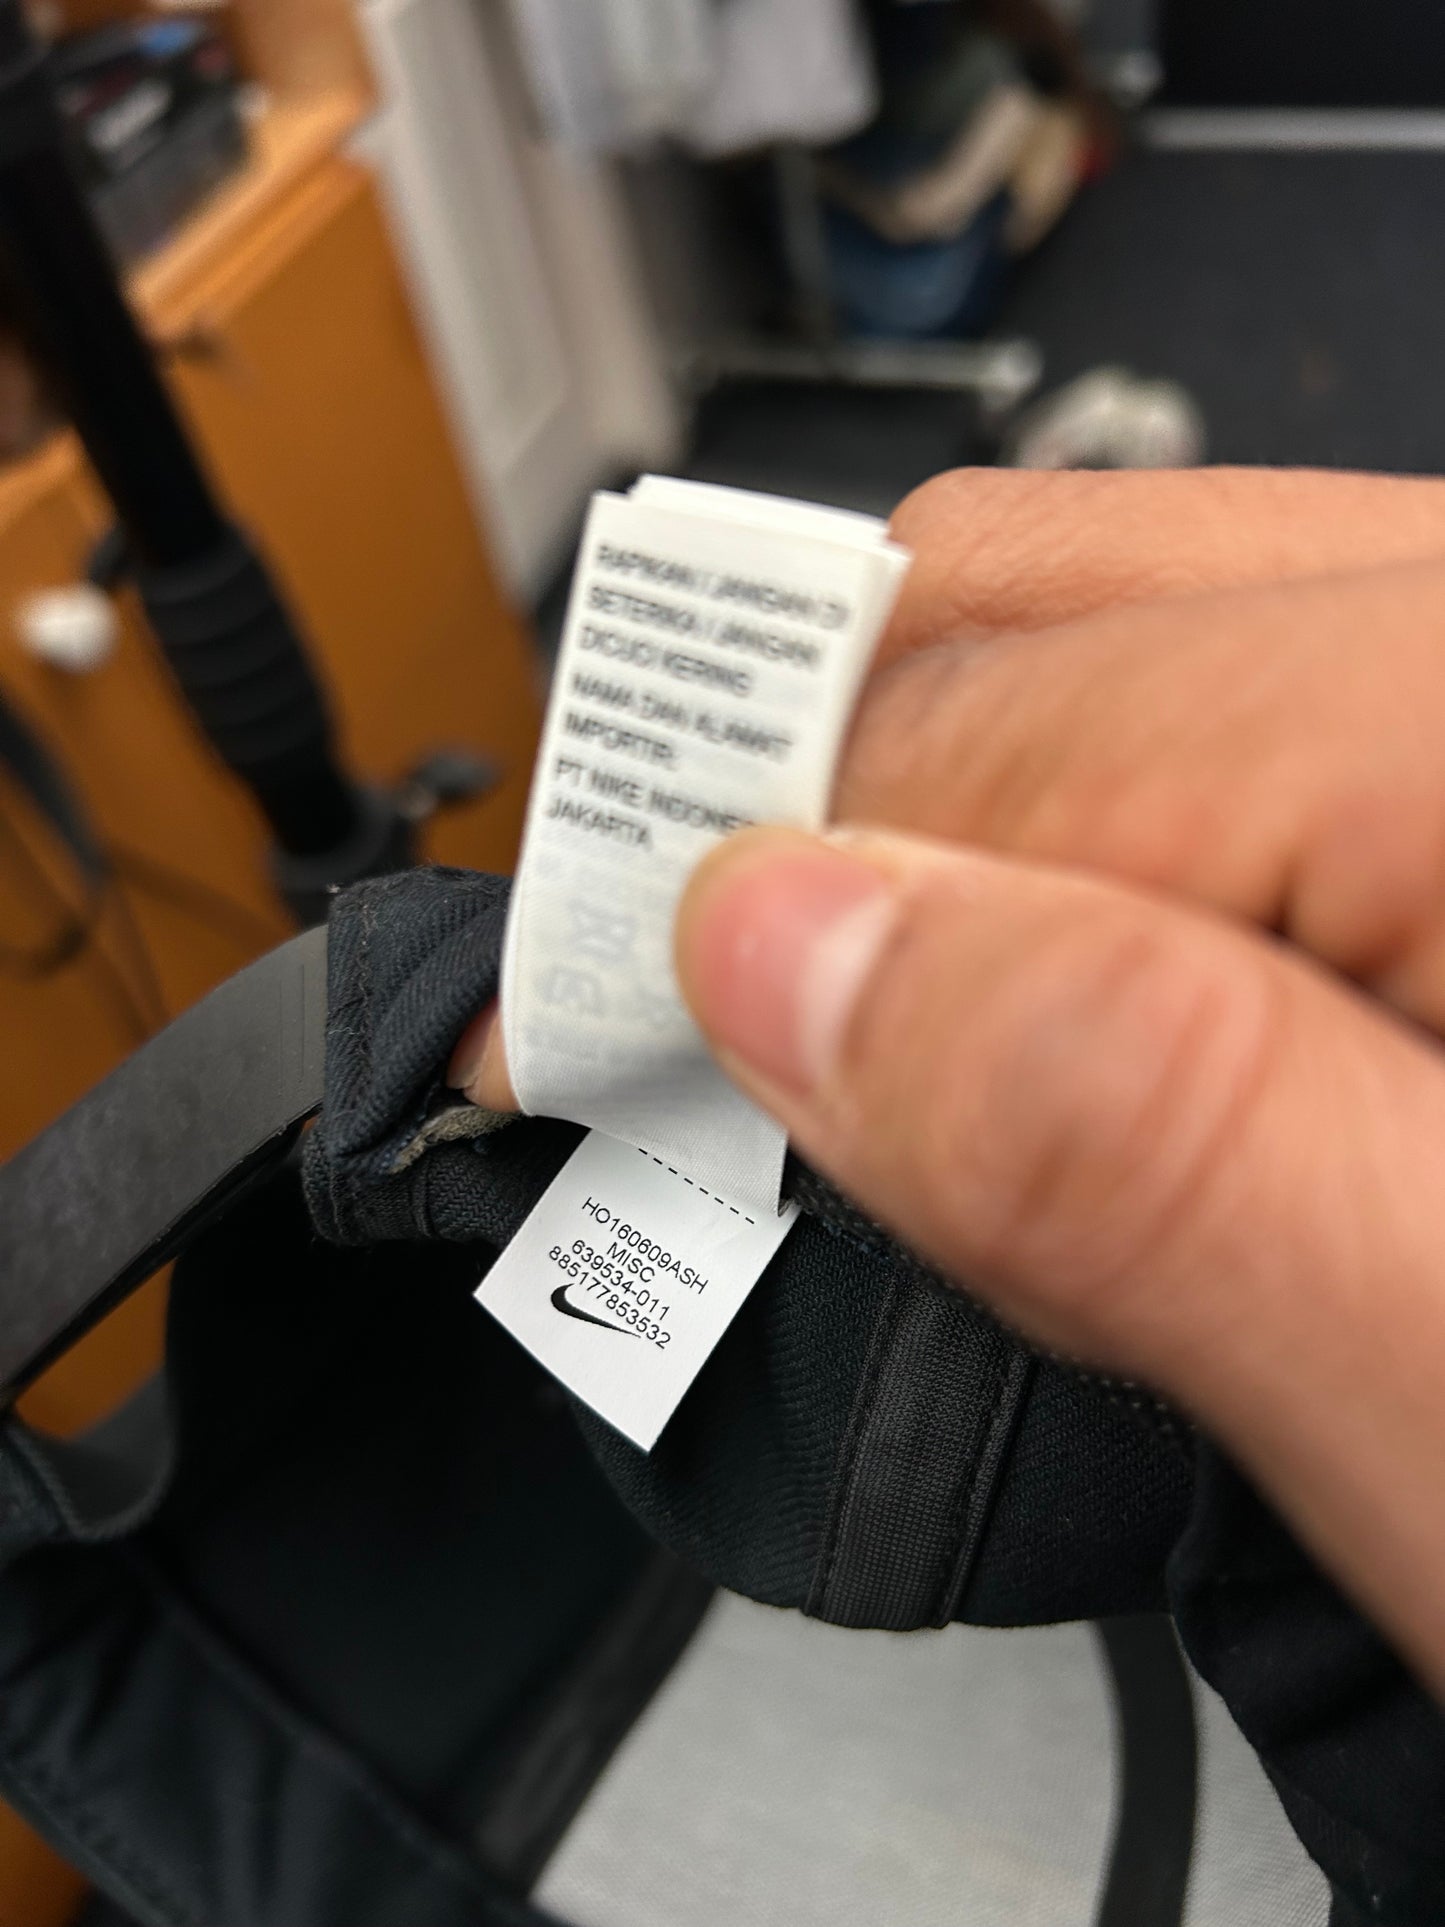 RAPIKAN / JANGAN DI
SETERIKA / JANGAN
DICUCI KERING
NAMA DAN ALAMAT
IMPORTIR:
PT NIKE INDONES
JAKARTA
HO160609ASH
MISC
639534-011
885177853532